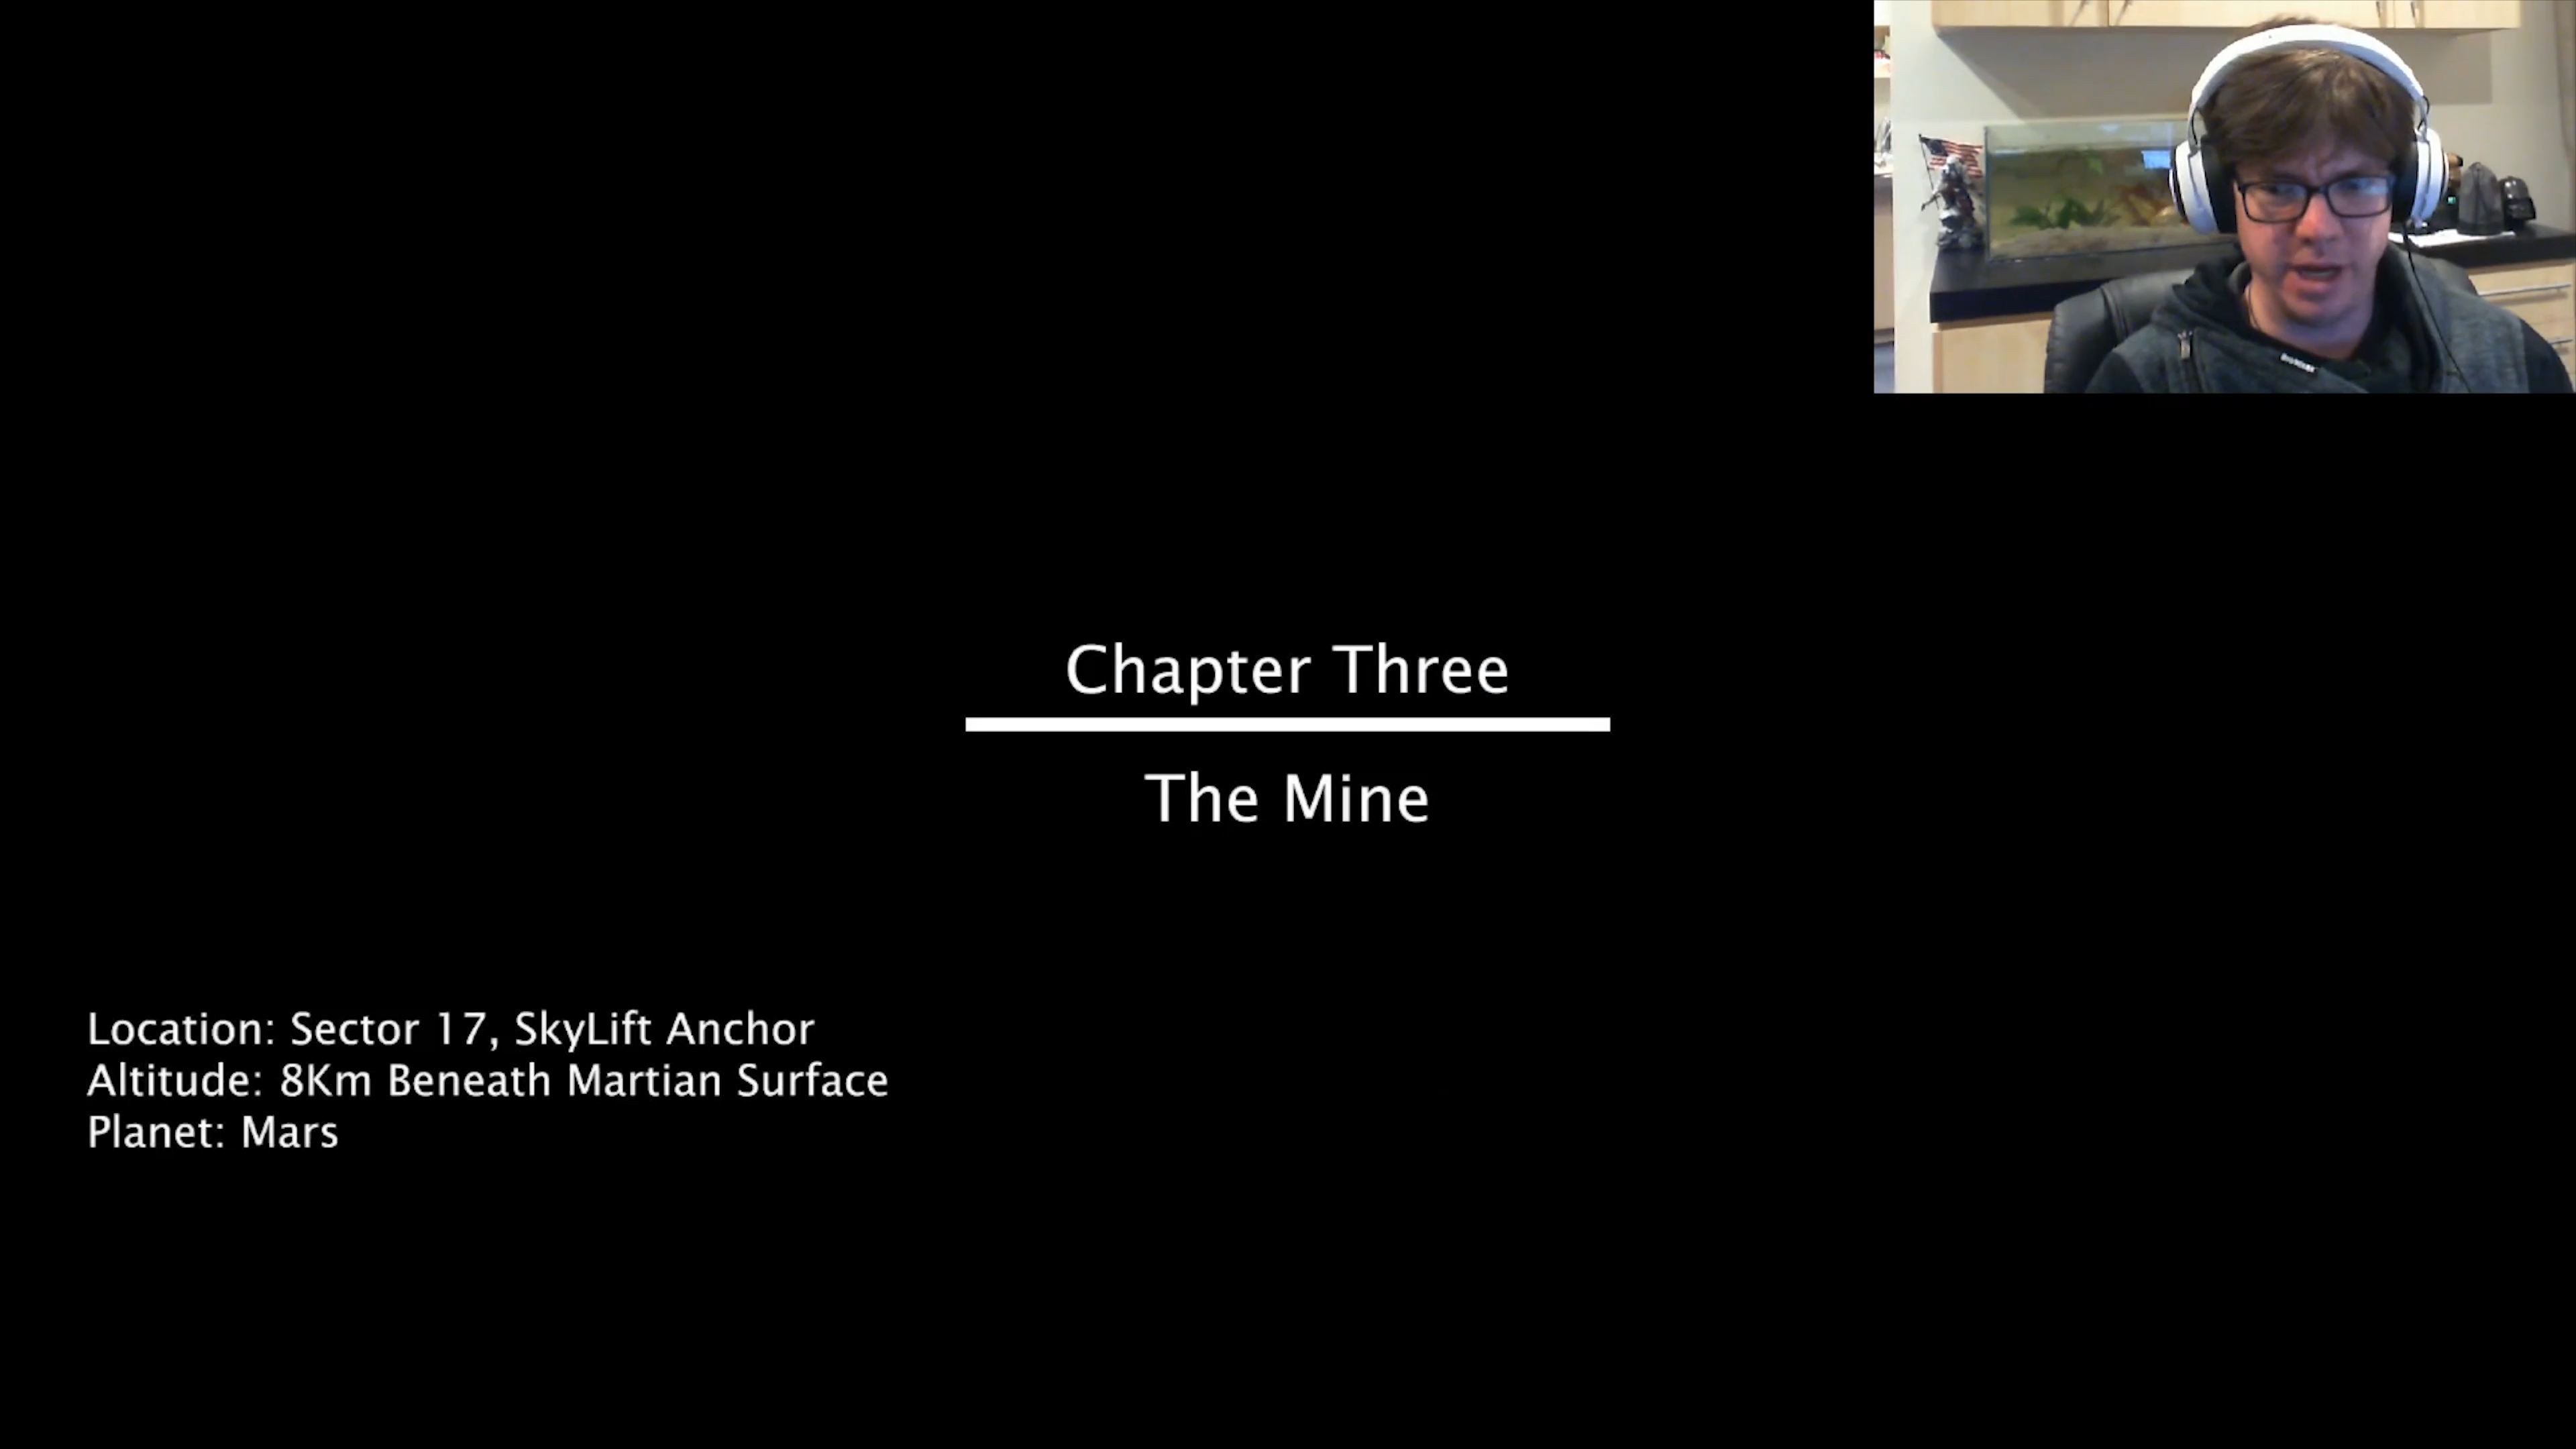 Chapter Three
The Mine
Location: Sector 17, SkyLift Anchor
Altitude: 8Km Beneath Martian Surface
Planet: Mars